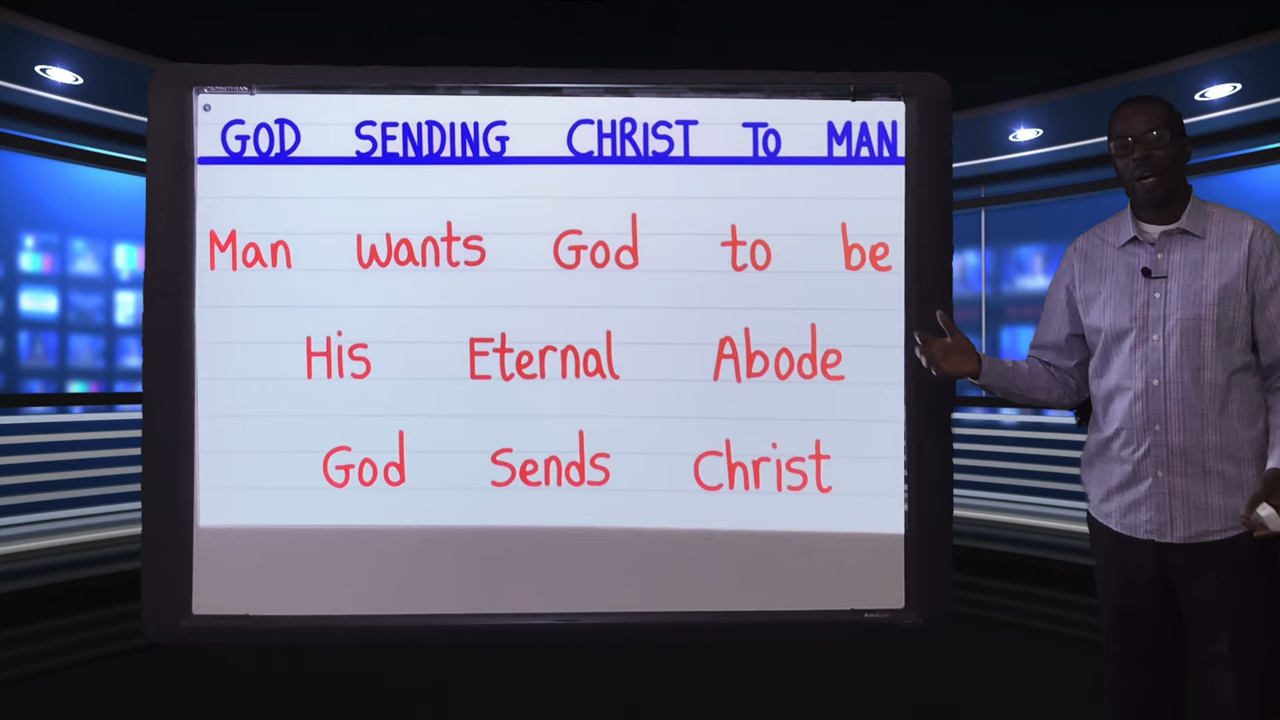 GOD SENDING CHRIST TO MAN
Man wants God to be
His Eternal Abode
God Sends Christ